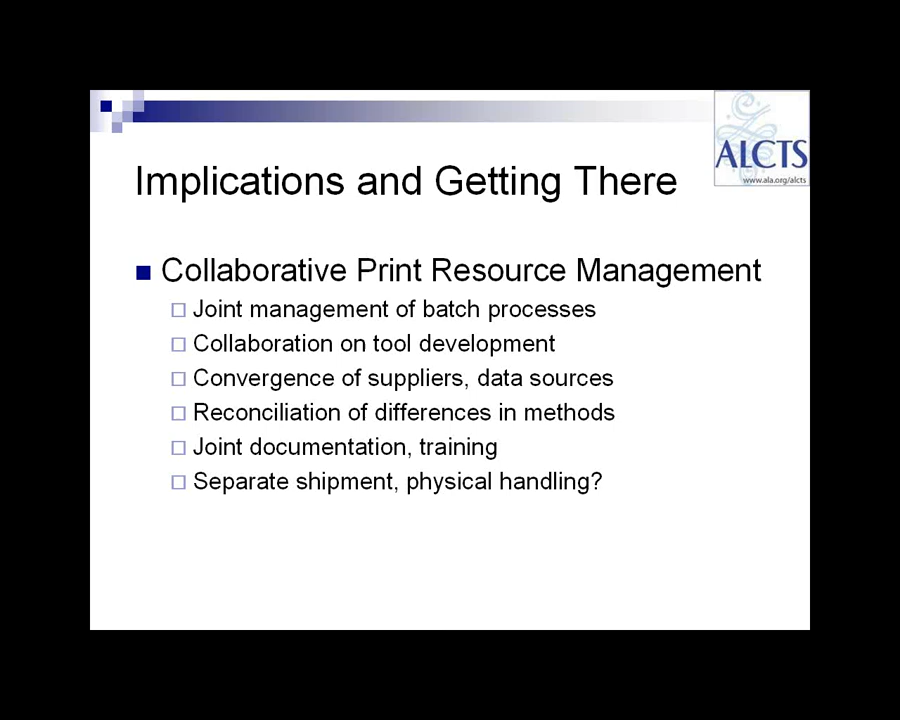 ALCTS
www.ala.org/alcts
Implications and Getting There
Collaborative Print Resource Management
Joint management of batch processes
Collaboration on tool development
Convergence of suppliers, data sources
Reconciliation of differences in methods
Joint documentation, training
Separate shipment, physical handling?